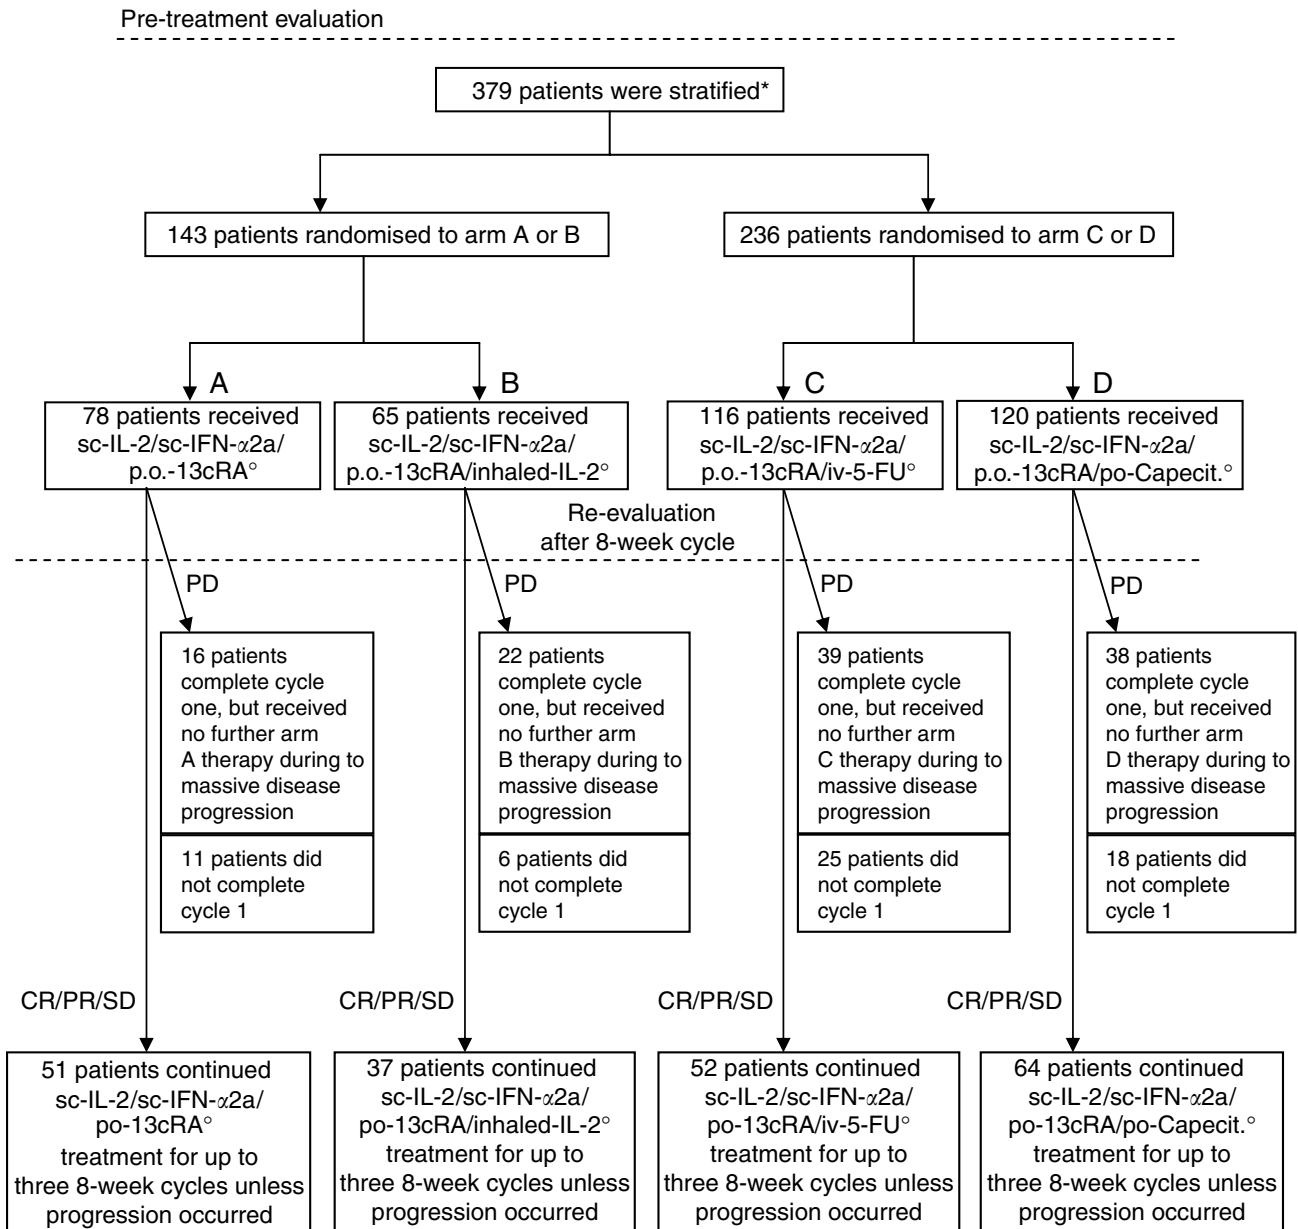 Pre-treatment evaluation
379 patients were stratified*
143 patients randomised to arm A or B
236 patients randomised to arm C or D
A
78 patients received
sc-IL-2/sc-IFN-α2a/
p.o.-13cRA°
B
65 patients received
sc-IL-2/sc-IFN-α2a/
p.o.-13cRA/inhaled-IL-2°
C
116 patients received
sc-IL-2/sc-IFN-α2a/
p.o.-13cRA/iv-5-FU°
D
120 patients received
sc-IL-2/sc-IFN-α2a/
p.o.-13cRA/po-Capecit.°
Re-evaluation
after 8-week cycle
PD
16 patients
complete cycle
one, but received
no further arm
A therapy during to
massive disease
progression
11 patients did
not complete
cycle 1
PD
22 patients
complete cycle
one, but received
no further arm
B therapy during to
massive disease
progression
6 patients did
not complete
cycle 1
PD
39 patients
complete cycle
one, but received
no further arm
C therapy during to
massive disease
progression
25 patients did
not complete
cycle 1
PD
38 patients
complete cycle
one, but received
no further arm
D therapy during to
massive disease
progression
18 patients did
not complete
cycle 1
CR/PR/SD
51 patients continued
sc-IL-2/sc-IFN-α2a/
po-13cRA°
treatment for up to
three 8-week cycles unless
progression occurred
CR/PR/SD
37 patients continued
sc-IL-2/sc-IFN-α2a/
po-13cRA/inhaled-IL-2°
treatment for up to
three 8-week cycles unless
progression occurred
CR/PR/SD
52 patients continued
sc-IL-2/sc-IFN-α2a/
po-13cRA/iv-5-FU°
treatment for up to
three 8-week cycles unless
progression occurred
CR/PR/SD
64 patients continued
sc-IL-2/sc-IFN-α2a/
po-13cRA/po-Capecit.°
treatment for up to
three 8-week cycles unless
progression occurred